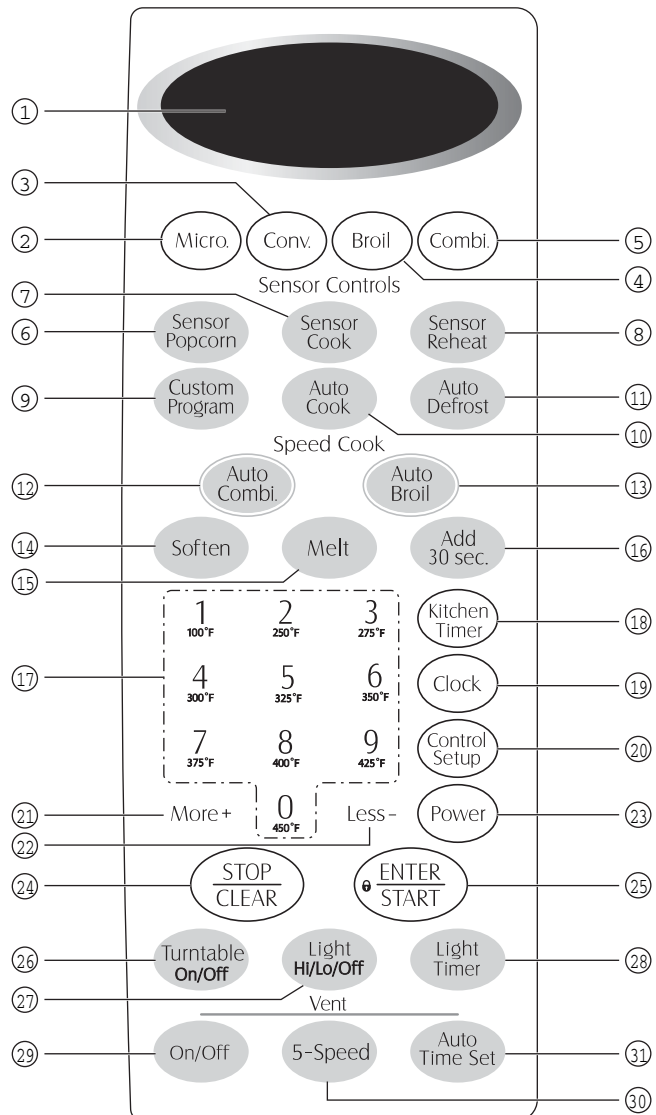 ①
③
② Micro. Conv. Broil Combi. ⑤
④
Sensor Controls
⑦
⑥ Sensor Popcorn Sensor Cook Sensor Reheat ⑧
⑨ Custom Program Auto Cook Auto Defrost ⑪
⑩
Speed Cook
⑫ Auto Combi. Auto Broil ⑬
⑭ Soften Melt Add 30 sec. ⑯
⑮
1 2 3 Kitchen Timer ⑱
100°F 250°F 275°F
⑰ 4 5 6 Clock ⑲
300°F 325°F 350°F
7 8 9 Control Setup ⑳
375°F 400°F 425°F
㉑ More+ 0 Less- Power ㉓
450°F
㉒
㉔ STOP ENTER ㉕
CLEAR START
㉖ Turntable Light Light Timer ㉘
On/Off HI/Lo/Off
㉗
Vent
㉙ On/Off 5-Speed Auto Time Set ㉛
㉚